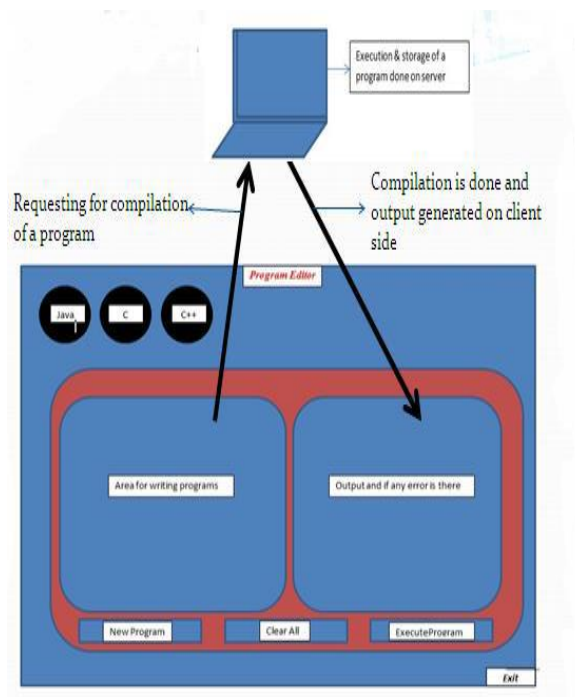 Execution & storage of a
program done on server
Requesting for compilation
of a program
Compilation is done and
output generated on client
side
Program Editor
Java
C
C++
Area for writing programs
Output and if any error is there
New Program
Clear All
ExecuteProgram
Exit